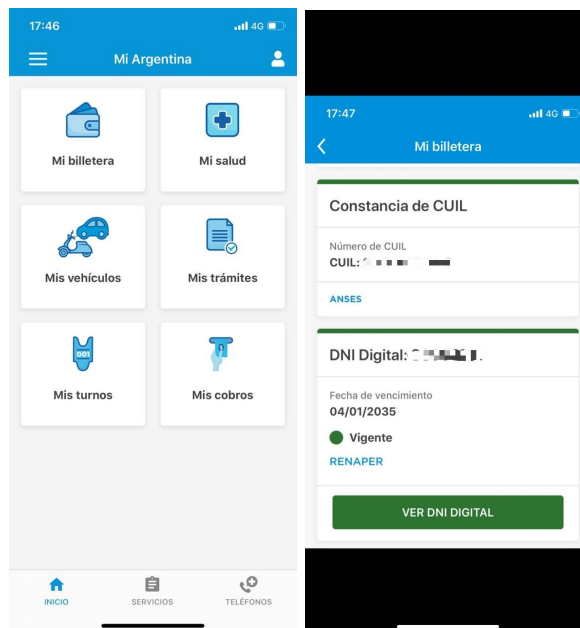 17:46
4G
Mi Argentina
Mi billetera
Mi salud
Mis vehículos
Mis trámites
001
$
Mis turnos
Mis cobros
INICIO
SERVICIOS
TELÉFONOS
17:47
4G
Mi billetera
Constancia de CUIL
Número de CUIL
CUIL:
ANSES
DNI Digital:
Fecha de vencimiento
04/01/2035
Vigente
RENAPER
VER DNI DIGITAL